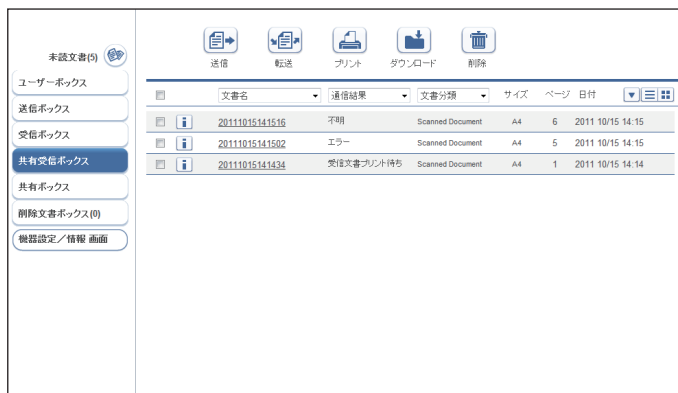 未読文書(5)
送信 転送 プリント ダウンロード 削除
ユーザーボックス
送信ボックス
受信ボックス
共有受信ボックス
共有ボックス
削除文書ボックス(0)
機器設定／情報 画面
文書名 通信結果 文書分類 サイズ ページ 日付
20111015141516 不明 Scanned Document A4 6 2011 10/15 14:15
20111015141502 エラー Scanned Document A4 5 2011 10/15 14:15
20111015141434 受信文書プリント待ち Scanned Document A4 1 2011 10/15 14:14